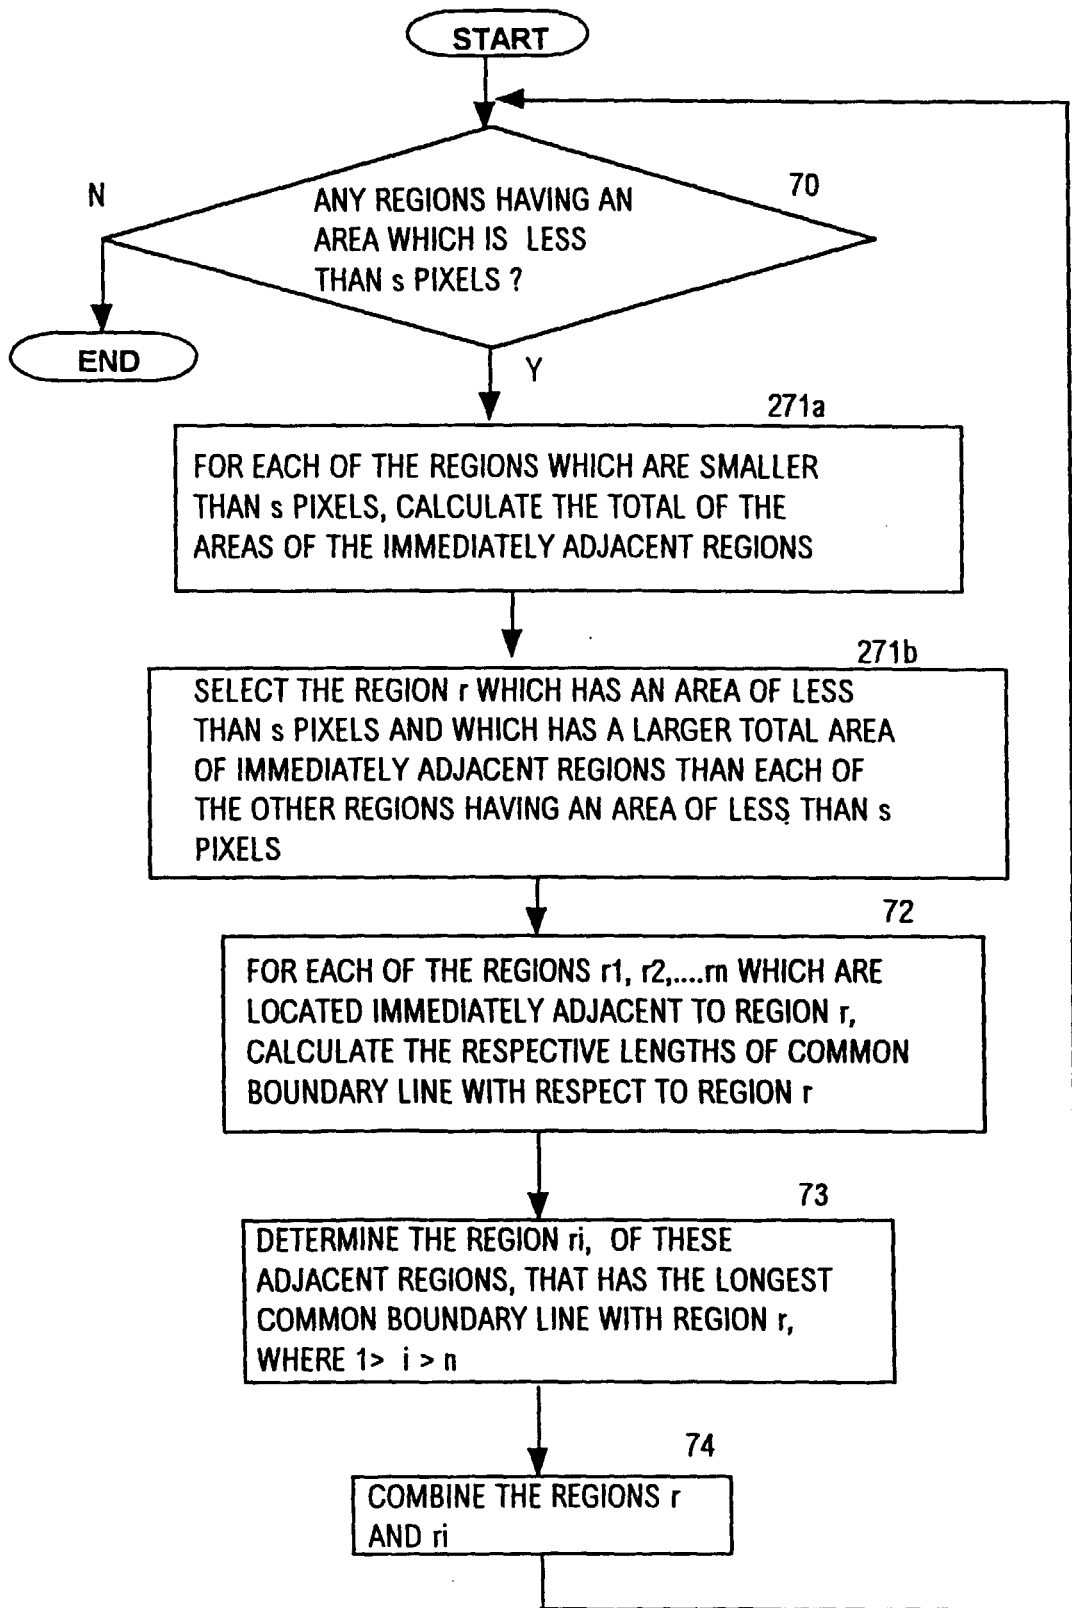 START
N
70
ANY REGIONS HAVING AN
AREA WHICH IS LESS
THAN s PIXELS ?
END
Y
271a
FOR EACH OF THE REGIONS WHICH ARE SMALLER
THAN s PIXELS, CALCULATE THE TOTAL OF THE
AREAS OF THE IMMEDIATELY ADJACENT REGIONS
271b
SELECT THE REGION r WHICH HAS AN AREA OF LESS
THAN s PIXELS AND WHICH HAS A LARGER TOTAL AREA
OF IMMEDIATELY ADJACENT REGIONS THAN EACH OF
THE OTHER REGIONS HAVING AN AREA OF LESS THAN s
PIXELS
72
FOR EACH OF THE REGIONS r1, r2,....rn WHICH ARE
LOCATED IMMEDIATELY ADJACENT TO REGION r,
CALCULATE THE RESPECTIVE LENGTHS OF COMMON
BOUNDARY LINE WITH RESPECT TO REGION r
73
DETERMINE THE REGION ri, OF THESE
ADJACENT REGIONS, THAT HAS THE LONGEST
COMMON BOUNDARY LINE WITH REGION r,
WHERE 1> i > n
74
COMBINE THE REGIONS r
AND ri